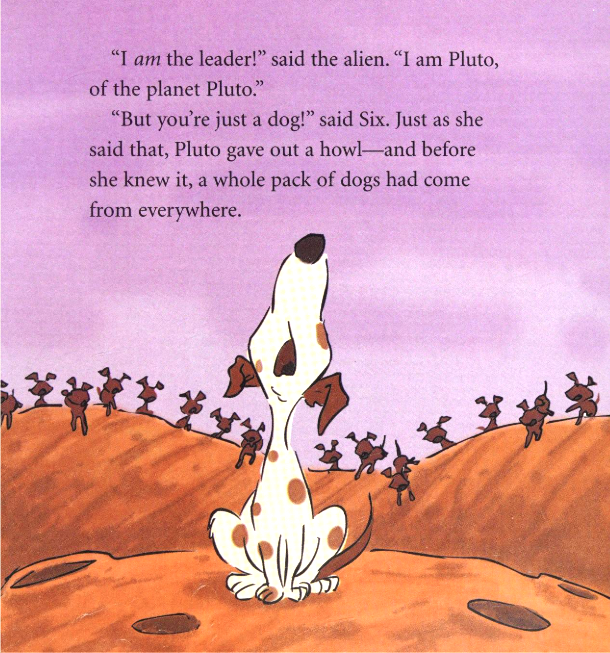 “I am the leader!” said the alien. “I am Pluto,
of the planet Pluto.”
“But you’re just a dog!” said Six. Just as she
said that, Pluto gave out a howl—and before
she knew it, a whole pack of dogs had come
from everywhere.